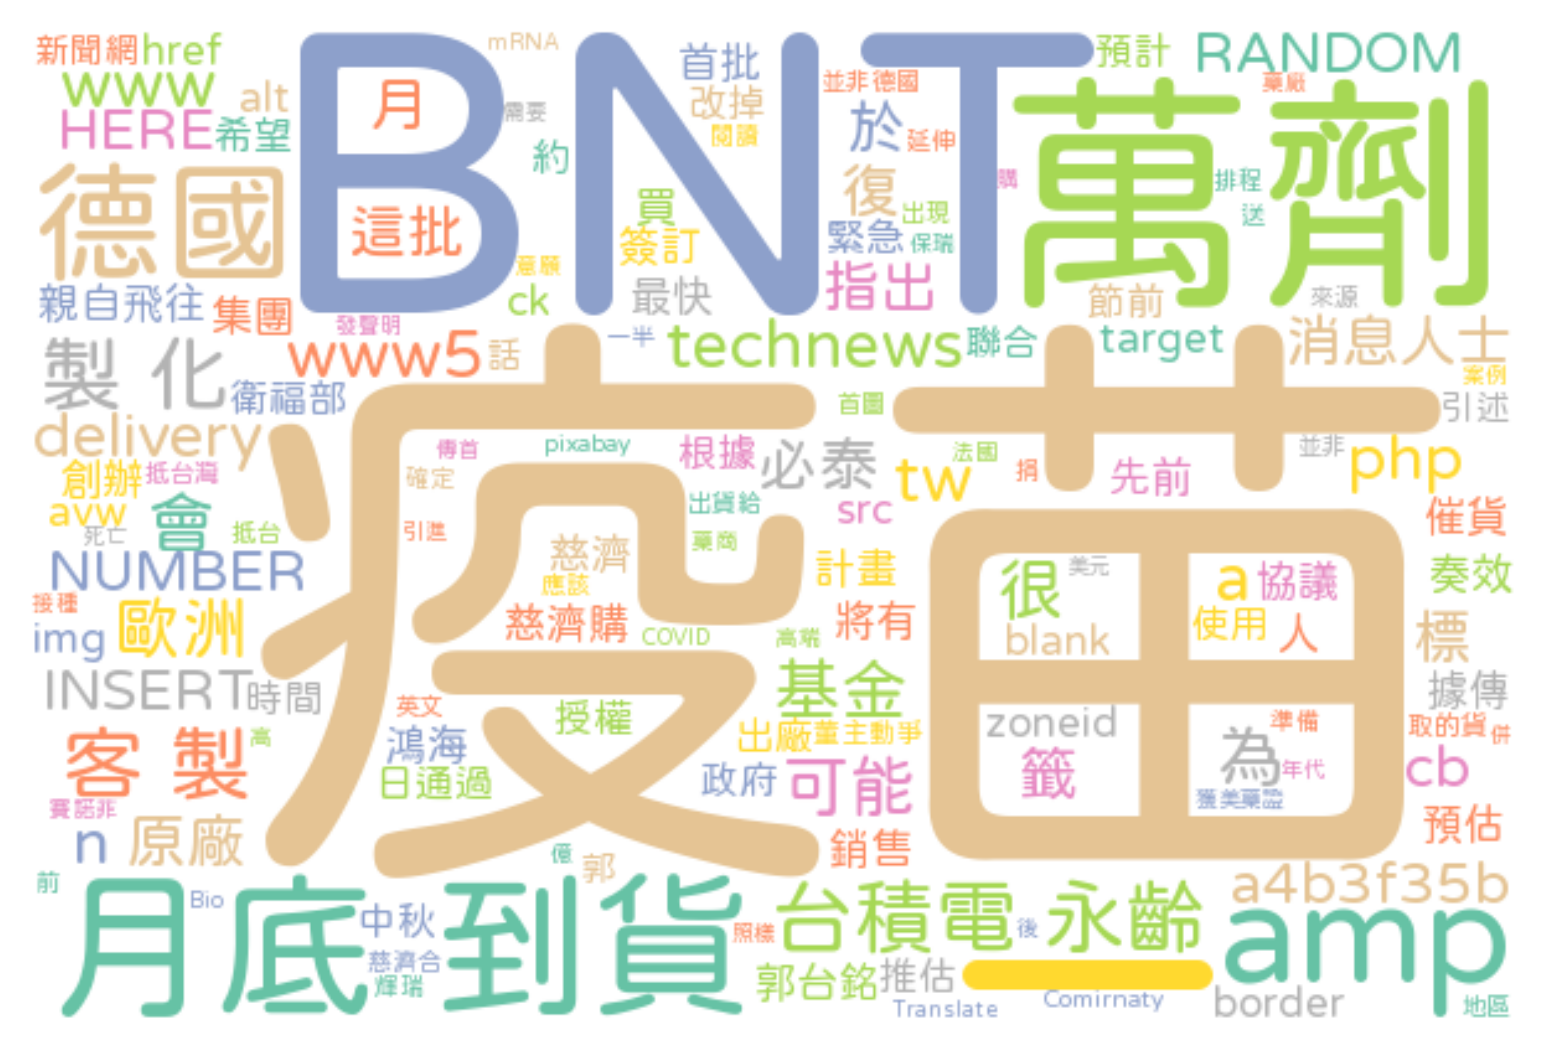 新聞網
href
mRNA
BNT
首批
預計
RANDOM
www
alt
月
需要
改掉
並非德國
藥廠
HERE
希望
約
閱讀
於
延伸
萬劑
德國
這批
買
復
出現
購
排程
送
簽訂
緊急
保瑞
意願
親自飛往
集團
ck
最快
指出
節前
來源
發聲明
www5
話
一半
technews
聯合
target
消息人士
製 化
衛福部
案例
疫苗
首圖
引述
delivery
傳首
pixabay
根據
必泰
tw
法國
捐
先前
並非
php
創辦
抵台灣
確定
avw
死亡
會
抵台
引進
出貨給
src
催貨
NUMBER
慈濟
藥商
計畫
很
美元
a
協議
奏效
接種
img
歐洲
應該
慈濟購
COVID
高端
將有
blank
使用
人
標
INSERT
時間
基金
據傳
英文
授權
客 製
高
鴻海
出廠
董主動爭
zoneid
準備
取的貨
併
日通過
政府
可能
籤
為
年代
cb
賽諾非
獲美藥證
n
原廠
銷售
預估
億
郭
前
a4b3f35b
月底
Bio
中秋
到貨
照樣
台積電
後
永齡
amp
慈濟合
輝瑞
郭台銘
推估
一
Translate
Comirnaty
border
地區